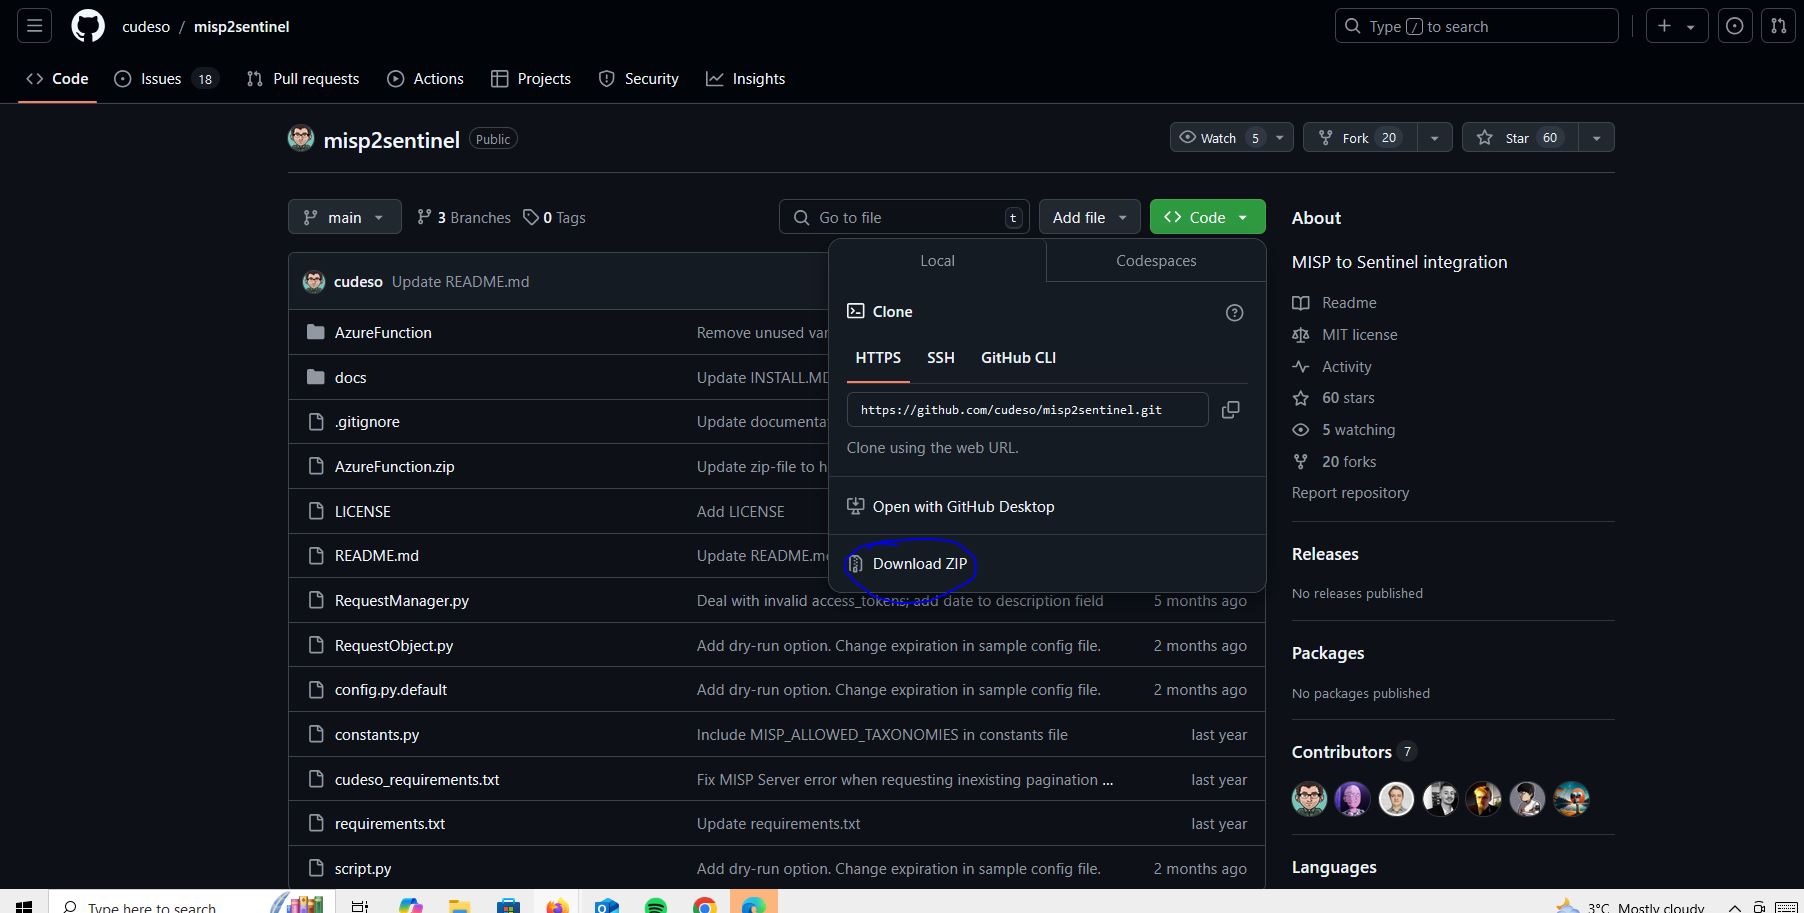 cudeso / misp2sentinel
Type / to search
Code
Issues 18
Pull requests
Actions
Projects
Security
Insights
misp2sentinel Public
Watch 5
Fork 20
Star 60
main
3 Branches
0 Tags
Go to file t
Add file
Code
Local
Codespaces
Clone
HTTPS
SSH
GitHub CLI
https://github.com/cudeso/misp2sentinel.git
Clone using the web URL.
Open with GitHub Desktop
Download ZIP
cudeso Update README.md
AzureFunction Remove unused var
docs Update INSTALL.MD
.gitignore Update documenta
AzureFunction.zip Update zip-file to h
LICENSE Add LICENSE
README.md Update README.m
RequestManager.py Deal with invalid access_tokens; add date to description field 5 months ago
RequestObject.py Add dry-run option. Change expiration in sample config file. 2 months ago
config.py.default Add dry-run option. Change expiration in sample config file. 2 months ago
constants.py Include MISP_ALLOWED_TAXONOMIES in constants file last year
cudeso_requirements.txt Fix MISP Server error when requesting inexisting pagination ... last year
requirements.txt Update requirements.txt last year
script.py Add dry-run option. Change expiration in sample config file. 2 months ago
About
MISP to Sentinel integration
Readme
MIT license
Activity
60 stars
5 watching
20 forks
Report repository
Releases
No releases published
Packages
No packages published
Contributors 7
Languages
Type here to search
3°C Mostly cloudy